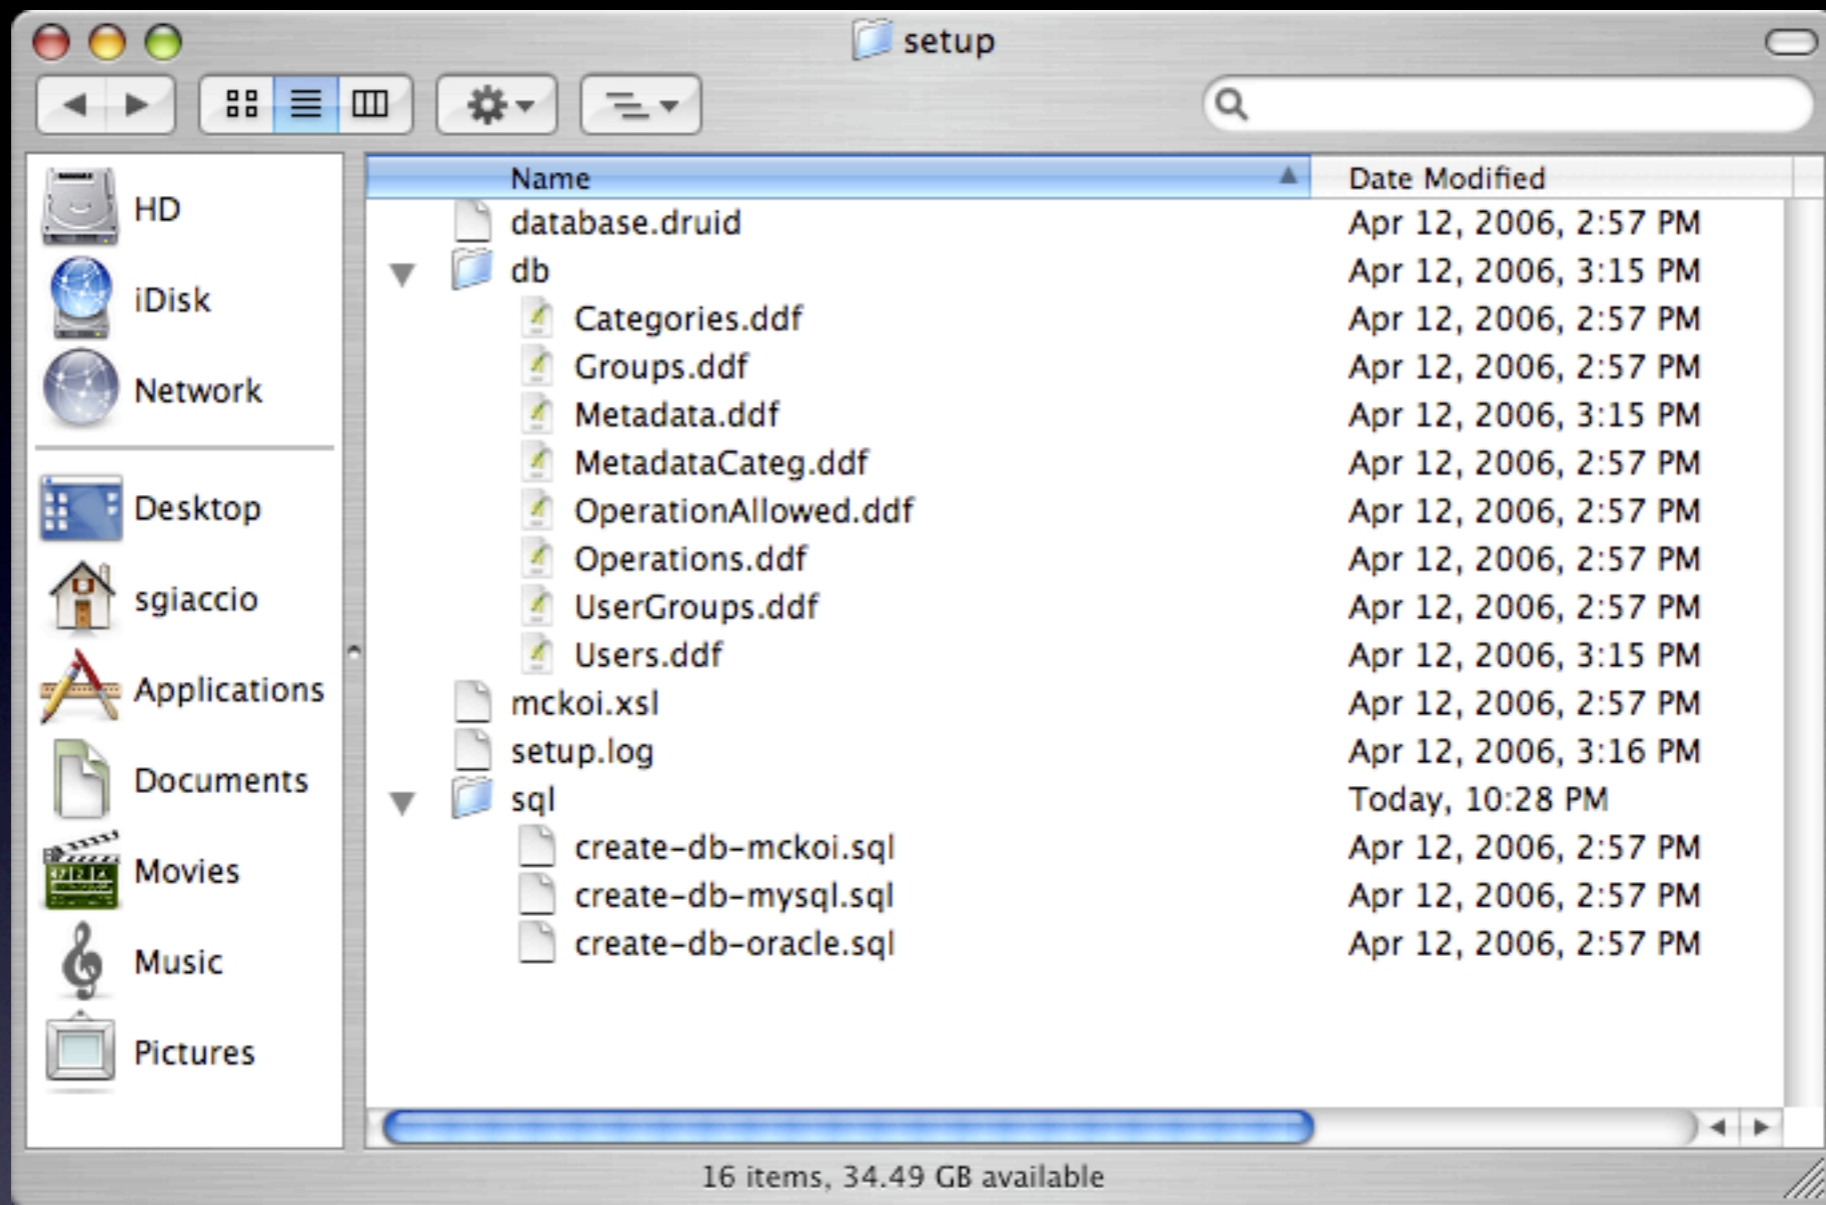 setup
HD
iDisk
Network
Desktop
sgiaccio
Applications
Documents
Movies
Music
Pictures
Name Date Modified
database.druid Apr 12, 2006, 2:57 PM
db Apr 12, 2006, 3:15 PM
Categories.ddf Apr 12, 2006, 2:57 PM
Groups.ddf Apr 12, 2006, 2:57 PM
Metadata.ddf Apr 12, 2006, 3:15 PM
MetadataCateg.ddf Apr 12, 2006, 2:57 PM
OperationAllowed.ddf Apr 12, 2006, 2:57 PM
Operations.ddf Apr 12, 2006, 2:57 PM
UserGroups.ddf Apr 12, 2006, 2:57 PM
Users.ddf Apr 12, 2006, 3:15 PM
mckoi.xsl Apr 12, 2006, 2:57 PM
setup.log Apr 12, 2006, 3:16 PM
sql Today, 10:28 PM
create-db-mckoi.sql Apr 12, 2006, 2:57 PM
create-db-mysql.sql Apr 12, 2006, 2:57 PM
create-db-oracle.sql Apr 12, 2006, 2:57 PM
16 items, 34.49 GB available